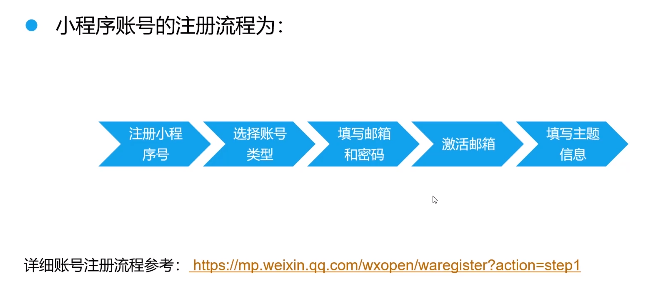 小程序账号的注册流程为：
注册小程
序号
选择账号
类型
填写邮箱
和密码
激活邮箱
填写主题
信息
详细账号注册流程参考： https://mp.weixin.qq.com/wxopen/waregister?action=step1